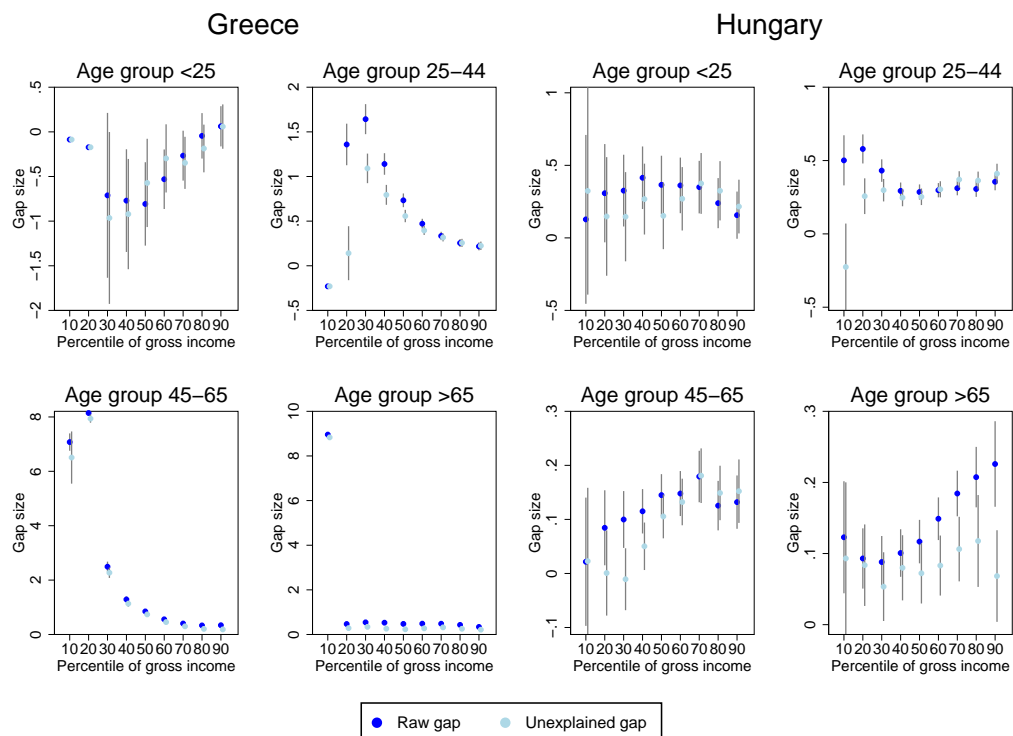 Greece
Hungary
Age group <25
Gap size
.5
0
−.5
−1
−1.5
−2
10 20 30 40 50 60 70 80 90
Percentile of gross income
Age group 25−44
Gap size
2
1.5
1
.5
0
−.5
10 20 30 40 50 60 70 80 90
Percentile of gross income
Age group <25
Gap size
1
.5
0
−.5
10 20 30 40 50 60 70 80 90
Percentile of gross income
Age group 25−44
Gap size
1
.5
0
−.5
10 20 30 40 50 60 70 80 90
Percentile of gross income
Age group 45−65
Gap size
8
6
4
2
0
10 20 30 40 50 60 70 80 90
Percentile of gross income
Age group >65
Gap size
10
8
6
4
2
0
10 20 30 40 50 60 70 80 90
Percentile of gross income
Age group 45−65
Gap size
.3
.2
.1
0
−.1
10 20 30 40 50 60 70 80 90
Percentile of gross income
Age group >65
Gap size
.3
.2
.1
0
10 20 30 40 50 60 70 80 90
Percentile of gross income
Raw gap
Unexplained gap